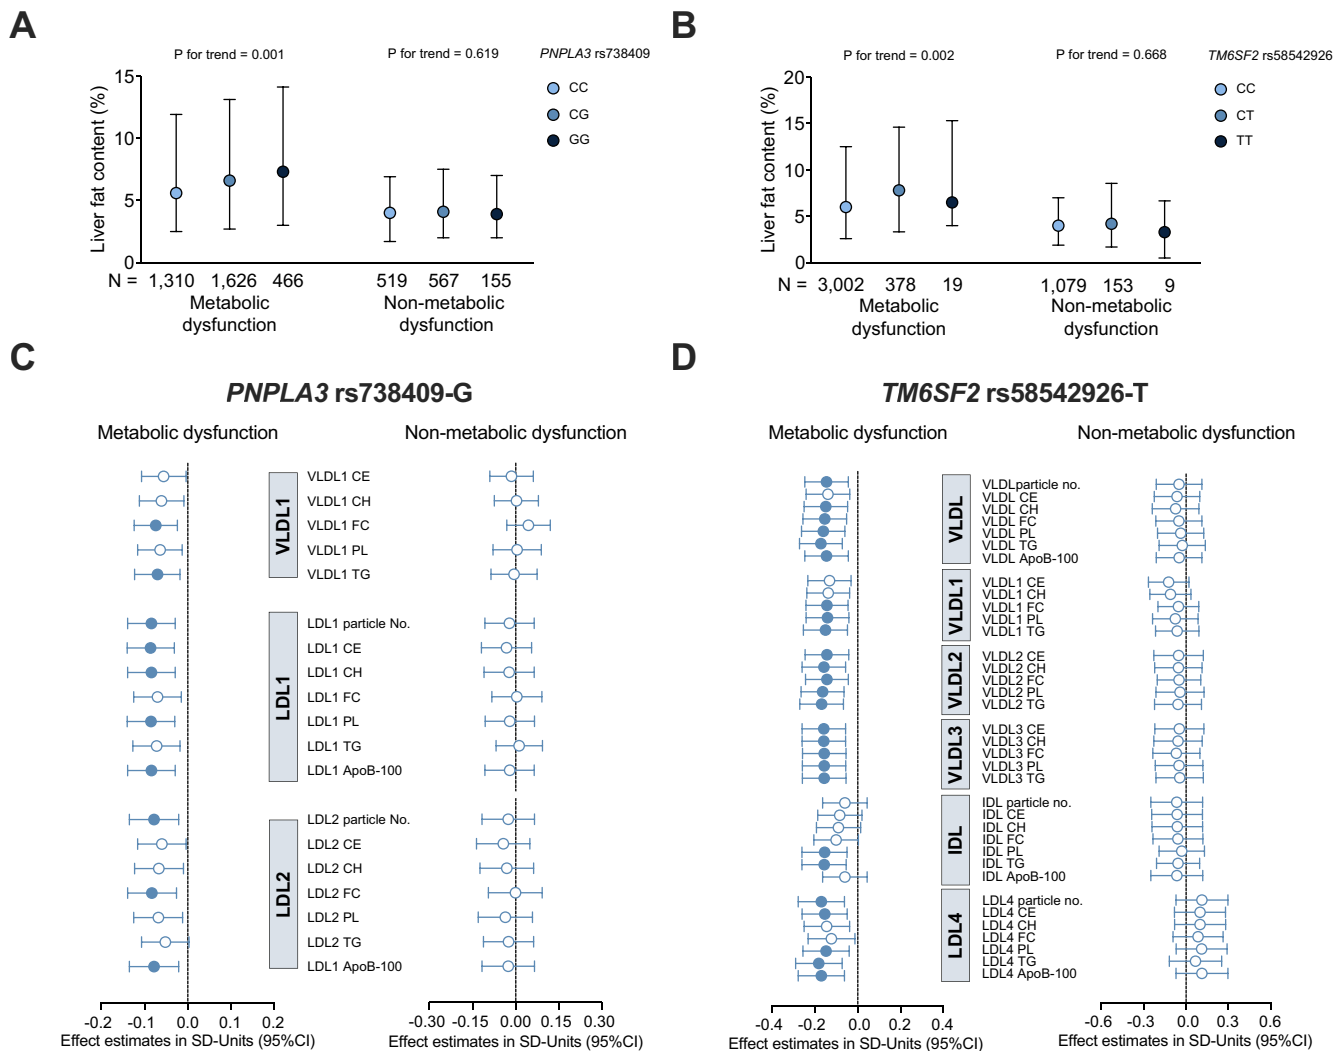 A
P for trend = 0.001
P for trend = 0.619
PNPLA3 rs738409
CC
CG
GG
Liver fat content (%)
15
10
5
0
N = 1,310 1,626 466 519 567 155
Metabolic dysfunction
Non-metabolic dysfunction
B
P for trend = 0.002
P for trend = 0.668
TM6SF2 rs58542926
CC
CT
TT
Liver fat content (%)
20
15
10
5
0
N = 3,002 378 19 1,079 153 9
Metabolic dysfunction
Non-metabolic dysfunction
C
PNPLA3 rs738409-G
Metabolic dysfunction
Non-metabolic dysfunction
VLDL1
VLDL1 CE
VLDL1 CH
VLDL1 FC
VLDL1 PL
VLDL1 TG
LDL1
LDL1 particle No.
LDL1 CE
LDL1 CH
LDL1 FC
LDL1 PL
LDL1 TG
LDL1 ApoB-100
LDL2
LDL2 particle No.
LDL2 CE
LDL2 CH
LDL2 FC
LDL2 PL
LDL2 TG
LDL1 ApoB-100
-0.2 -0.1 0.0 0.1 0.2
Effect estimates in SD-Units (95%CI)
-0.30 -0.15 0.00 0.15 0.30
Effect estimates in SD-Units (95%CI)
D
TM6SF2 rs58542926-T
Metabolic dysfunction
Non-metabolic dysfunction
VLDL
VLDLparticle no.
VLDL CE
VLDL CH
VLDL FC
VLDL PL
VLDL TG
VLDL ApoB-100
VLDL1
VLDL1 CE
VLDL1 CH
VLDL1 FC
VLDL1 PL
VLDL1 TG
VLDL2
VLDL2 CE
VLDL2 CH
VLDL2 FC
VLDL2 PL
VLDL2 TG
VLDL3
VLDL3 CE
VLDL3 CH
VLDL3 FC
VLDL3 PL
VLDL3 TG
IDL
IDL particle no.
IDL CE
IDL CH
IDL FC
IDL PL
IDL TG
IDL ApoB-100
LDL4
LDL4 particle no.
LDL4 CE
LDL4 CH
LDL4 FC
LDL4 PL
LDL4 TG
LDL4 ApoB-100
-0.4 -0.2 0.0 0.2 0.4
Effect estimates in SD-Units (95%CI)
-0.6 -0.3 0.0 0.3 0.6
Effect estimates in SD-Units (95%CI)